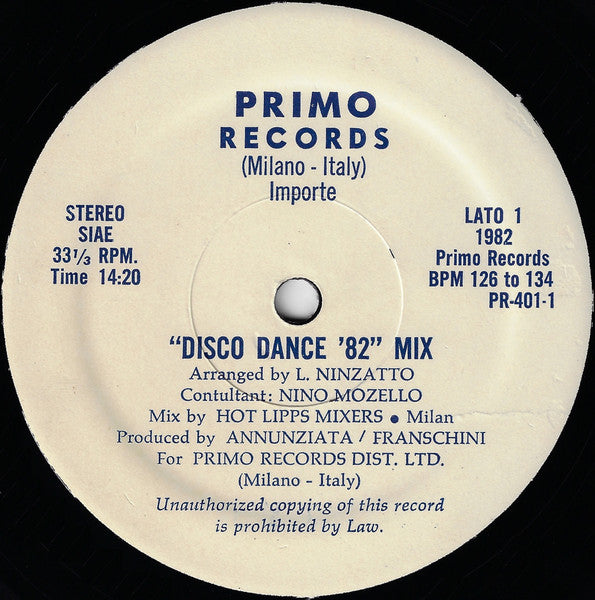 PRIMO
RECORDS
(Milano - Italy)
Importe
STEREO
SIAE
33 1/3 RPM.
Time 14:20
LATO 1
1982
Primo Records
BPM 126 to 134
PR-401-1
“DISCO DANCE ’82” MIX
Arranged by L. NINZATTO
Contultant: NINO MOZELLO
Mix by HOT LIPPS MIXERS ● Milan
Produced by ANNUNZIATA / FRANSCHINI
For PRIMO RECORDS DIST. LTD.
(Milano - Italy)
Unauthorized copying of this record
is prohibited by Law.